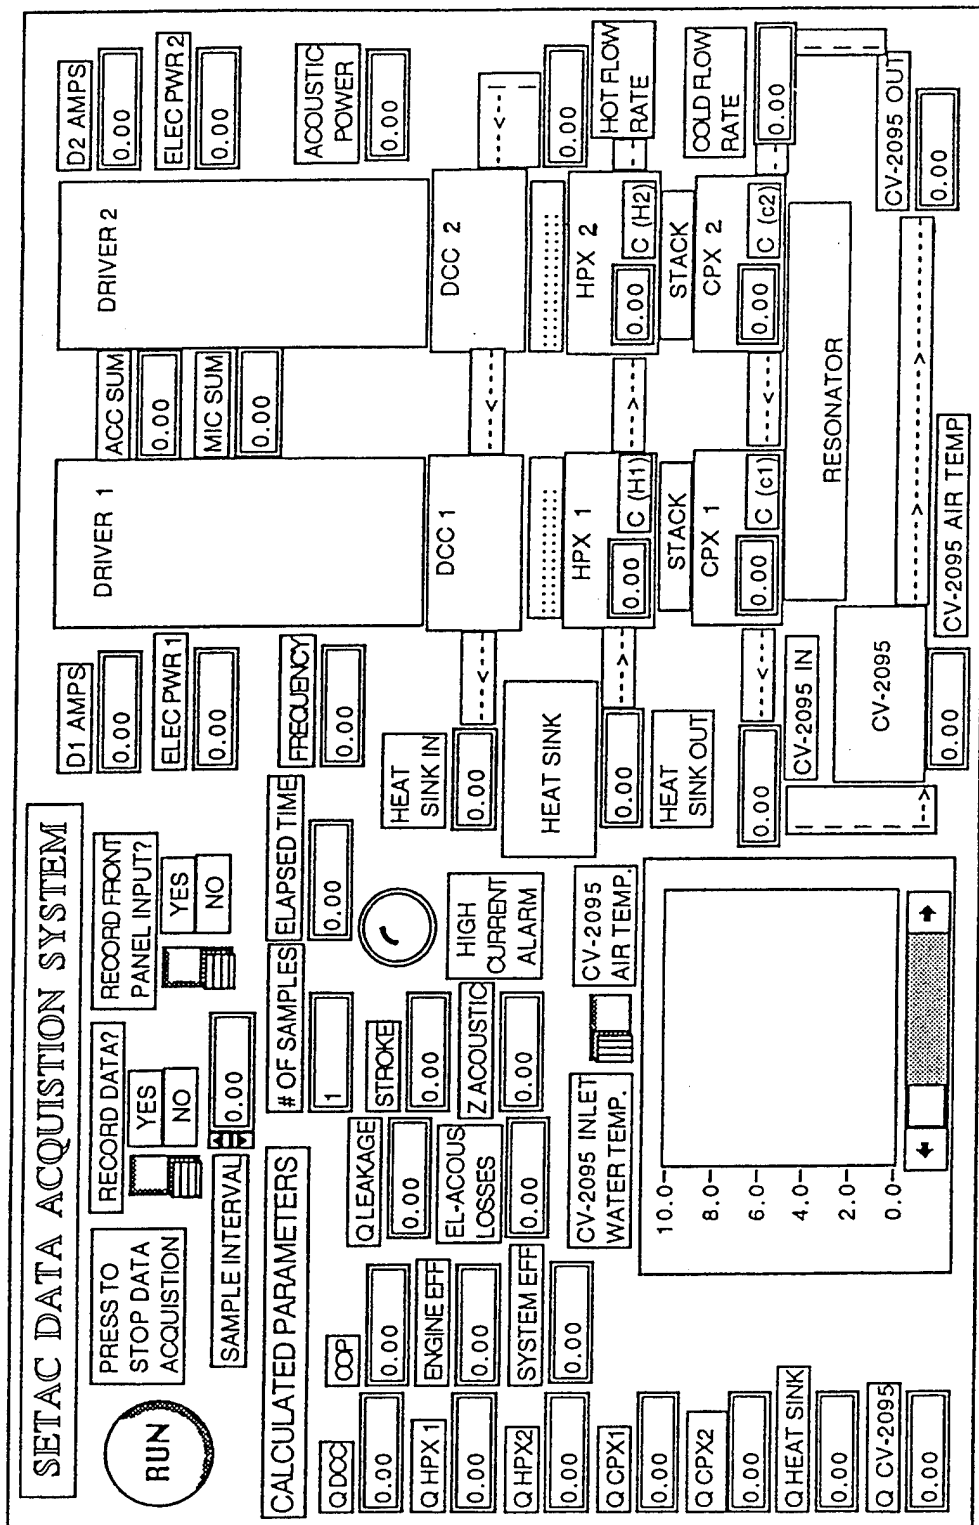 SETAC DATA ACQUISTION SYSTEM
RUN
PRESS TO
STOP DATA
ACQUISTION
RECORD DATA?
YES
NO
RECORD FRONT
PANEL INPUT?
YES
NO
SAMPLE INTERVAL
0.00
# OF SAMPLES
1
ELAPSED TIME
0.00
CALCULATED PARAMETERS
Q DCC
0.00
Q HPX 1
0.00
Q HPX2
0.00
Q CPX1
0.00
Q CPX2
0.00
Q HEAT SINK
0.00
Q CV-2095
0.00
COP
0.00
ENGINE EFF
0.00
SYSTEM EFF
0.00
Q LEAKAGE
0.00
EL-ACOUS
LOSSES
0.00
STROKE
0.00
Z ACOUSTIC
0.00
HIGH
CURRENT
ALARM
CV-2095 INLET
WATER TEMP.
CV-2095
AIR TEMP.
10.0-
8.0-
6.0-
4.0-
2.0-
0.0-
D1 AMPS
0.00
ELEC PWR 1
0.00
FREQUENCY
0.00
DRIVER 1
ACC SUM
0.00
MIC SUM
0.00
DRIVER 2
D2 AMPS
0.00
ELEC PWR 2
0.00
ACOUSTIC
POWER
0.00
HEAT
SINK IN
0.00
DCC 1
DCC 2
0.00
HEAT SINK
0.00
HEAT
SINK OUT
HPX 1
0.00
C (H1)
HPX 2
0.00
C (H2)
HOT FLOW
RATE
STACK
STACK
CPX 1
0.00
C (c1)
CPX 2
0.00
C (c2)
COLD FLOW
RATE
0.00
0.00
CV-2095 IN
RESONATOR
CV-2095
0.00
CV-2095 AIR TEMP
CV-2095 OUT
0.00